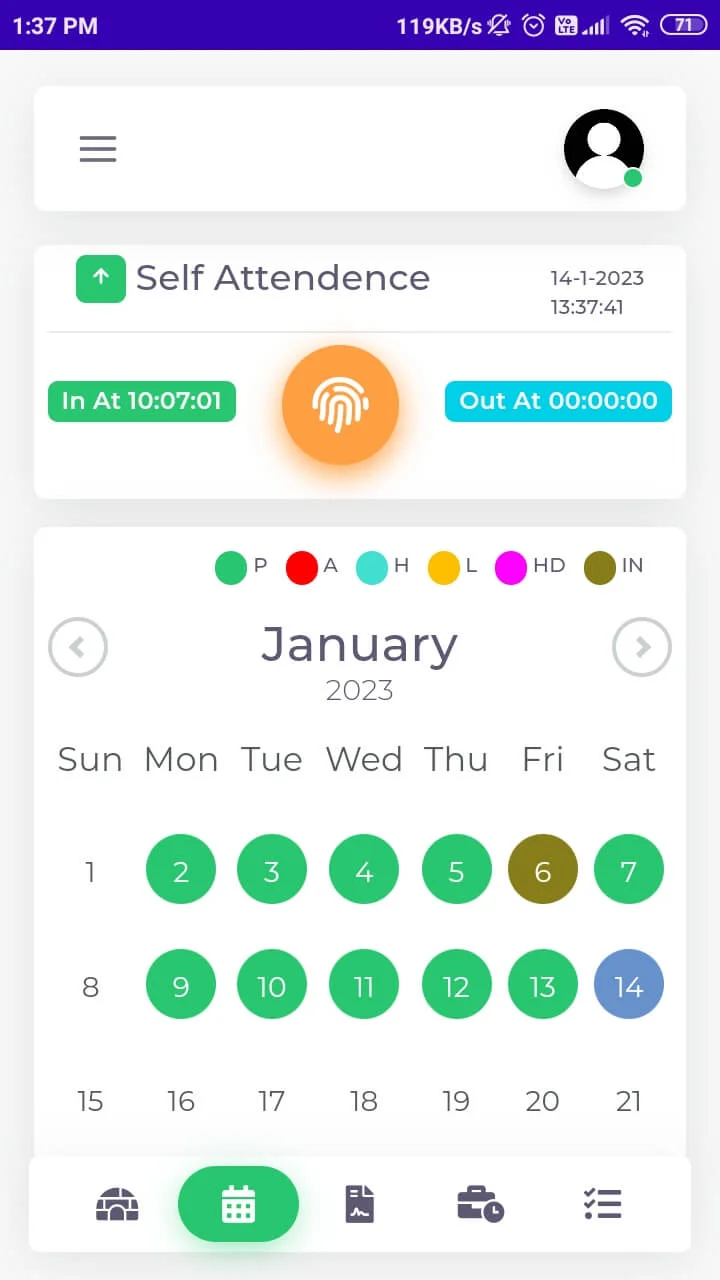 1:37 PM 119KB/s Vo LTE 71
Self Attendence 14-1-2023
13:37:41
In At 10:07:01 Out At 00:00:00
P A H L HD IN
January
2023
Sun Mon Tue Wed Thu Fri Sat
1 2 3 4 5 6 7
8 9 10 11 12 13 14
15 16 17 18 19 20 21